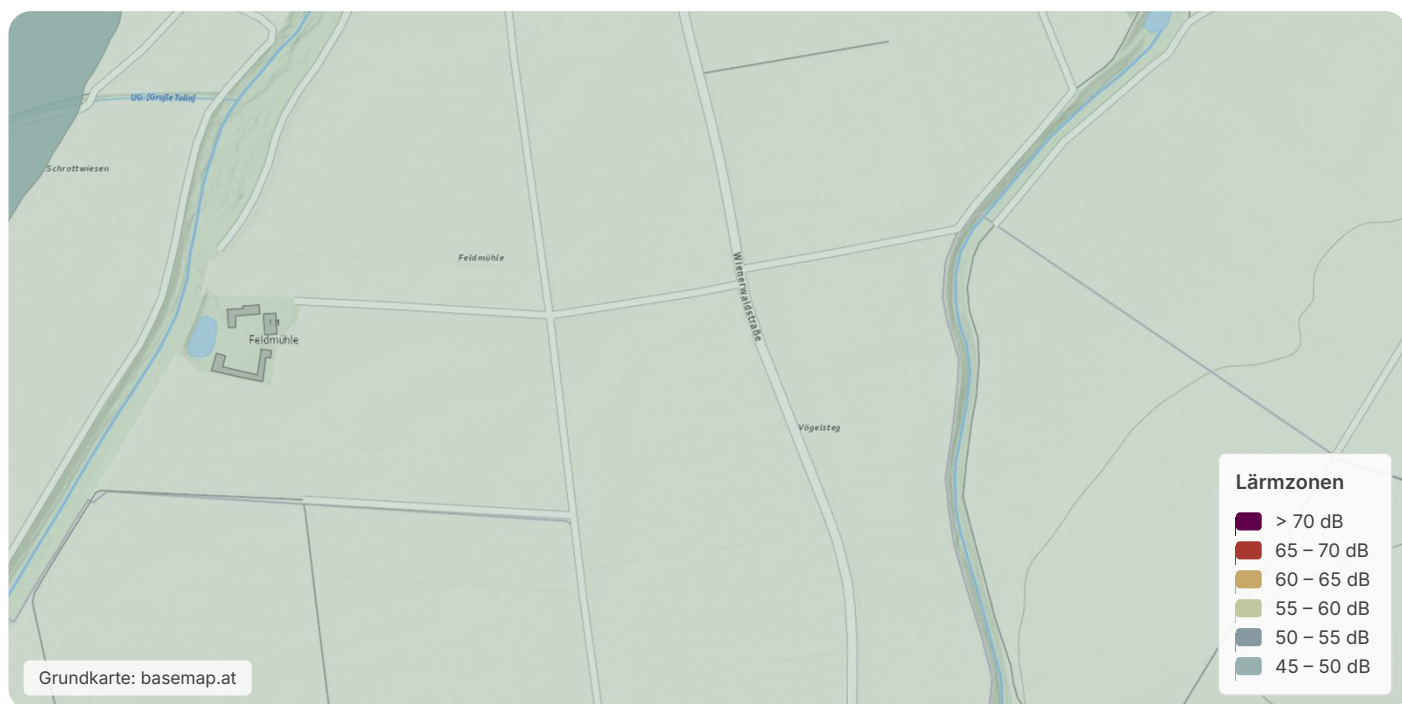 UG. [Große Tulln]
Schrottwiesen
Feldmühle
Wienerwaldstraße
Feldmühle
Vögelsteg
Lärmzonen
> 70 dB
65 – 70 dB
60 – 65 dB
55 – 60 dB
50 – 55 dB
45 – 50 dB
Grundkarte: basemap.at